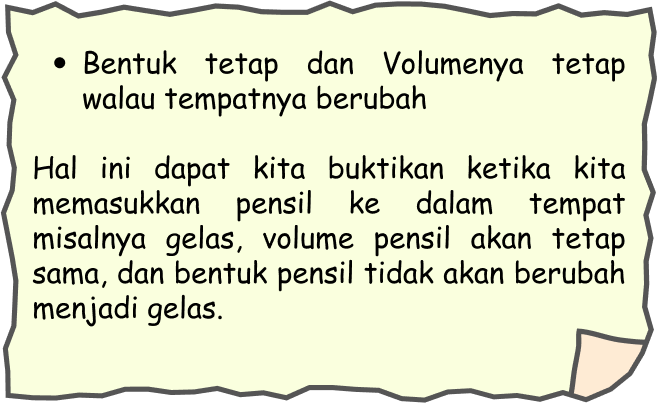 • Bentuk tetap dan Volumenya tetap
walau tempatnya berubah
Hal ini dapat kita buktikan ketika kita
memasukkan pensil ke dalam tempat
misalnya gelas, volume pensil akan tetap
sama, dan bentuk pensil tidak akan berubah
menjadi gelas.